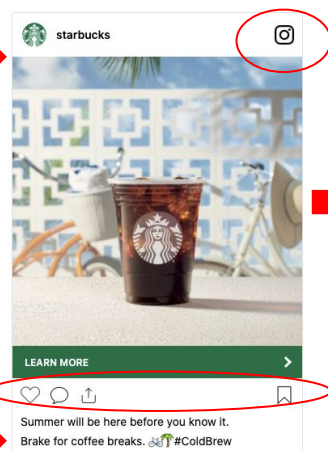 starbucks
LEARN MORE
Summer will be here before you know it.
Brake for coffee breaks. 🚲🌴#ColdBrew